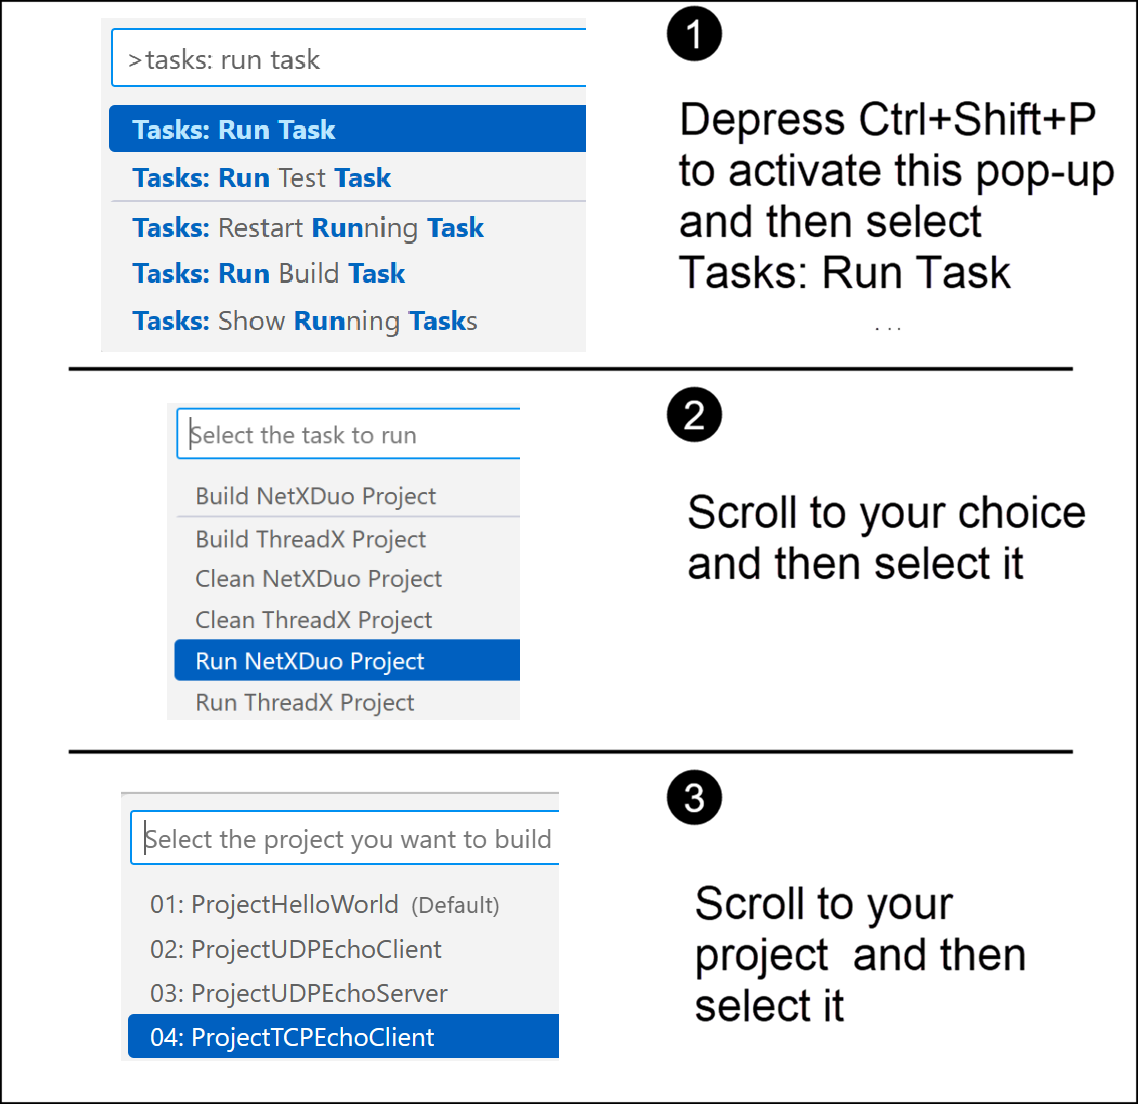 >tasks: run task
Tasks: Run Task
Tasks: Run Test Task
Tasks: Restart Running Task
Tasks: Run Build Task
Tasks: Show Running Tasks
1
Depress Ctrl+Shift+P
to activate this pop-up
and then select
Tasks: Run Task
...
Select the task to run
Build NetXDuo Project
Build ThreadX Project
Clean NetXDuo Project
Clean ThreadX Project
Run NetXDuo Project
Run ThreadX Project
2
Scroll to your choice
and then select it
Select the project you want to build
01: ProjectHelloWorld (Default)
02: ProjectUDPEchoClient
03: ProjectUDPEchoServer
04: ProjectTCPEchoClient
3
Scroll to your
project and then
select it